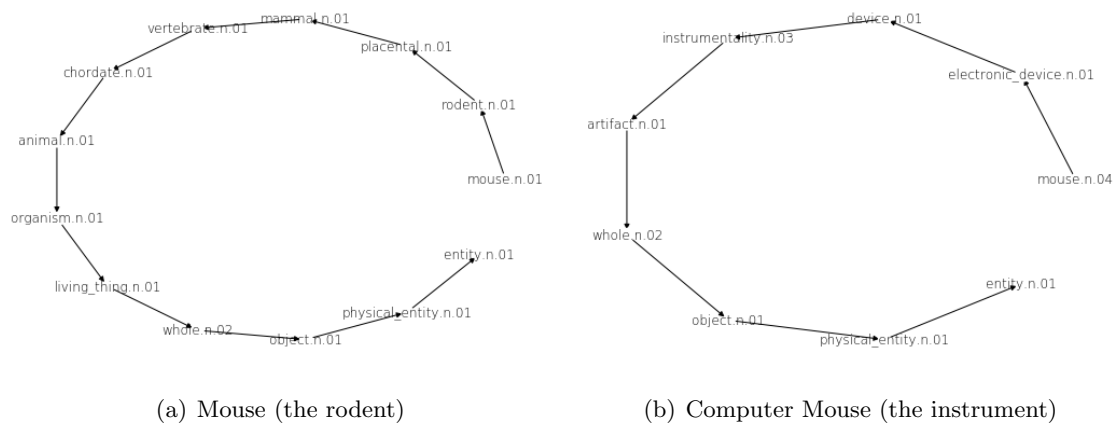 mammal.n.01
vertebrate.n.01
placental.n.01
chordate.n.01
rodent.n.01
animal.n.01
mouse.n.01
organism.n.01
entity.n.01
living_thing.n.01
physical_entity.n.01
whole.n.02
object.n.01
(a) Mouse (the rodent)
device.n.01
instrumentality.n.03
electronic_device.n.01
artifact.n.01
mouse.n.04
whole.n.02
entity.n.01
object.n.01
physical_entity.n.01
(b) Computer Mouse (the instrument)